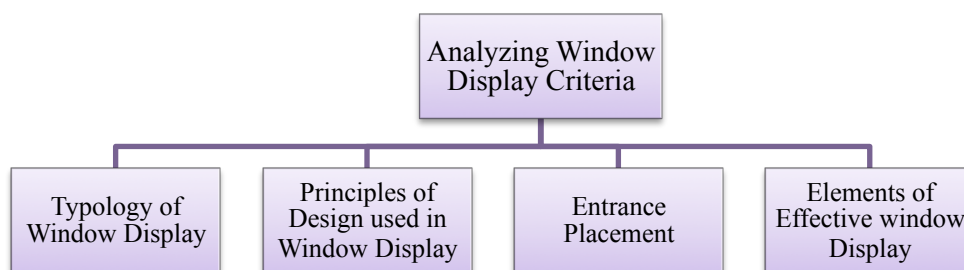 Analyzing Window
Display Criteria
Typology of
Window Display
Principles of
Design used in
Window Display
Entrance
Placement
Elements of
Effective window
Display